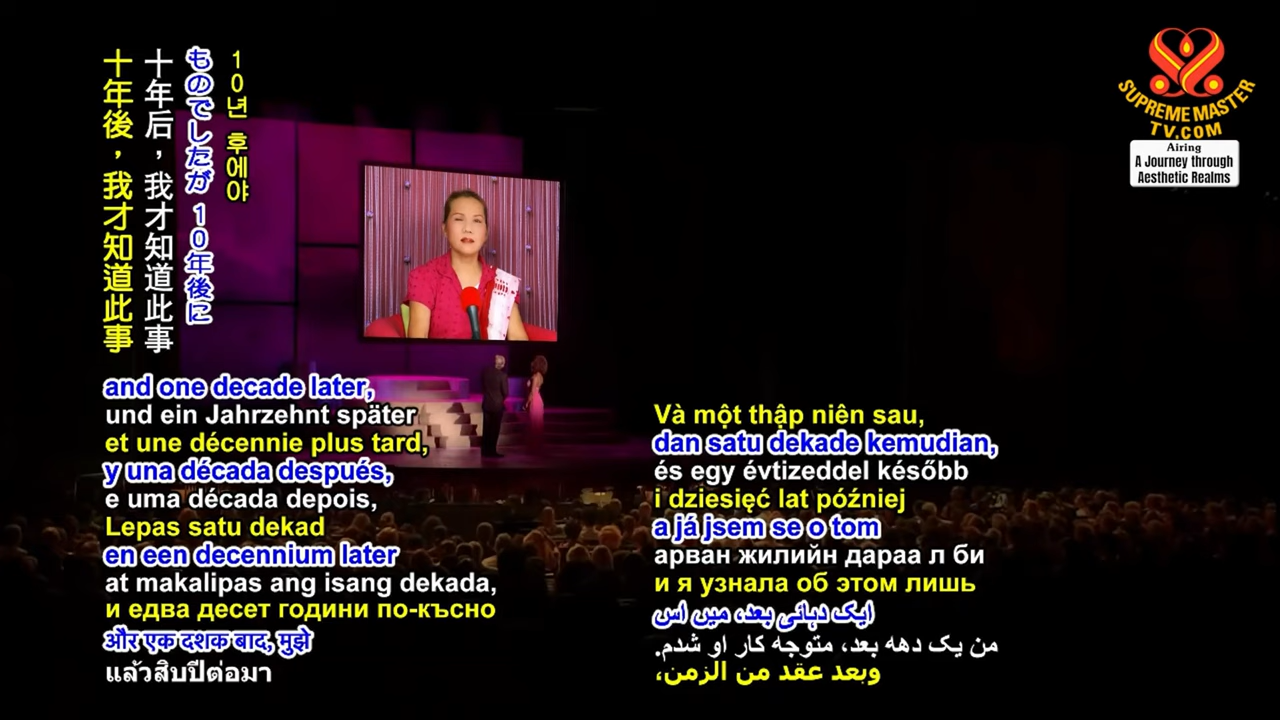 十年後，我才知道此事
十年后，我才知道此事
ものでしたが 10年後に
10년 후에야
SUPREME MASTER
TV.COM
Airing
A Journey through
Aesthetic Realms
and one decade later,
und ein Jahrzehnt später
et une décennie plus tard,
y una década después,
e uma década depois,
Lepas satu dekad
en een decennium later
at makalipas ang isang dekada,
и едва десет години по-късно
और एक दशक बाद, मुझे
แล้วสิบปีต่อมา
Và một thập niên sau,
dan satu dekade kemudian,
és egy évtizeddel később
i dziesięć lat później
a já jsem se o tom
арван жилийн дараа л би
и я узнала об этом лишь
ایک دہائی بعد، میں اس
من یک دهه بعد، متوجه کار او شدم.
وبعد عقد من الزمن،